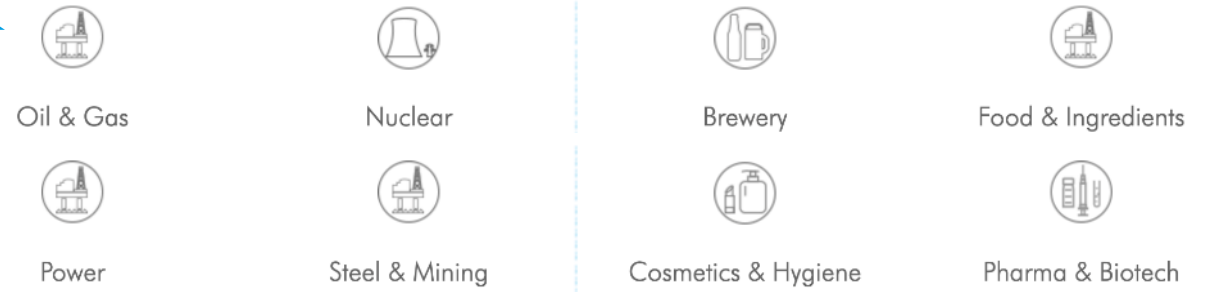 Oil & Gas
Nuclear
Brewery
Food & Ingredients
Power
Steel & Mining
Cosmetics & Hygiene
Pharma & Biotech